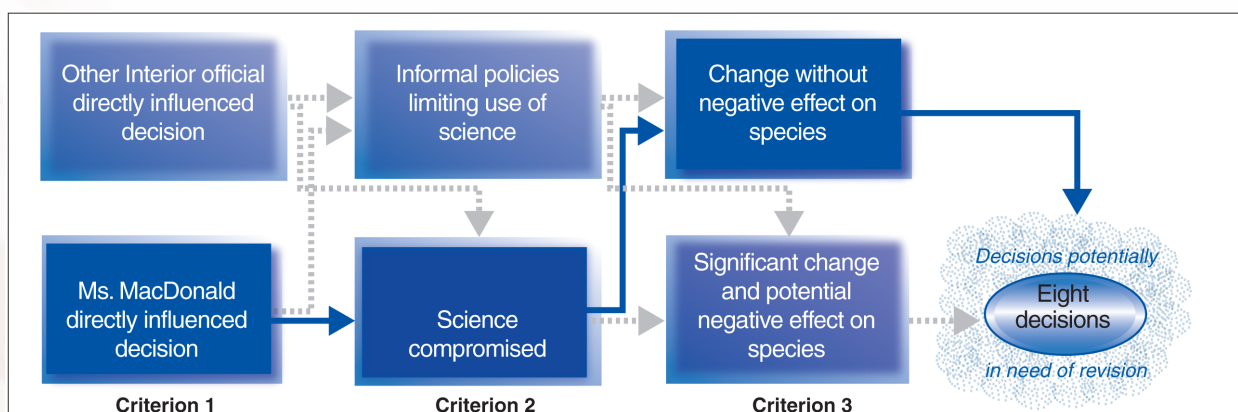 Other Interior official
directly influenced
decision
Informal policies
limiting use of
science
Change without
negative effect on
species
Ms. MacDonald
directly influenced
decision
Science
compromised
Significant change
and potential
negative effect on
species
Decisions potentially
Eight
decisions
in need of revision
Criterion 1
Criterion 2
Criterion 3